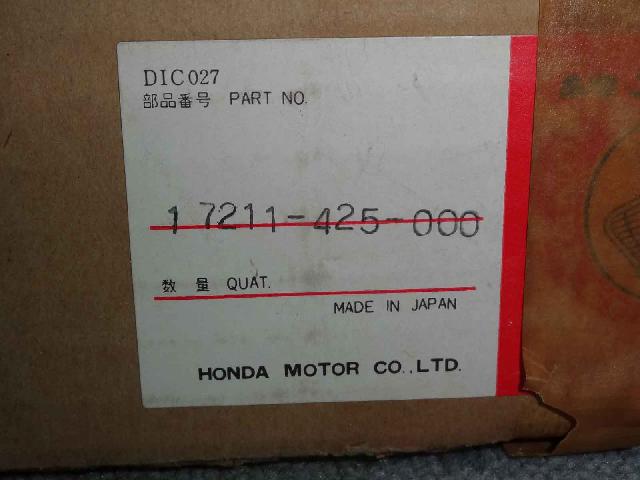 DIC027
部品番号 PART NO.
17211-425-000
数量 QUAT.
MADE IN JAPAN
HONDA MOTOR CO.,LTD.